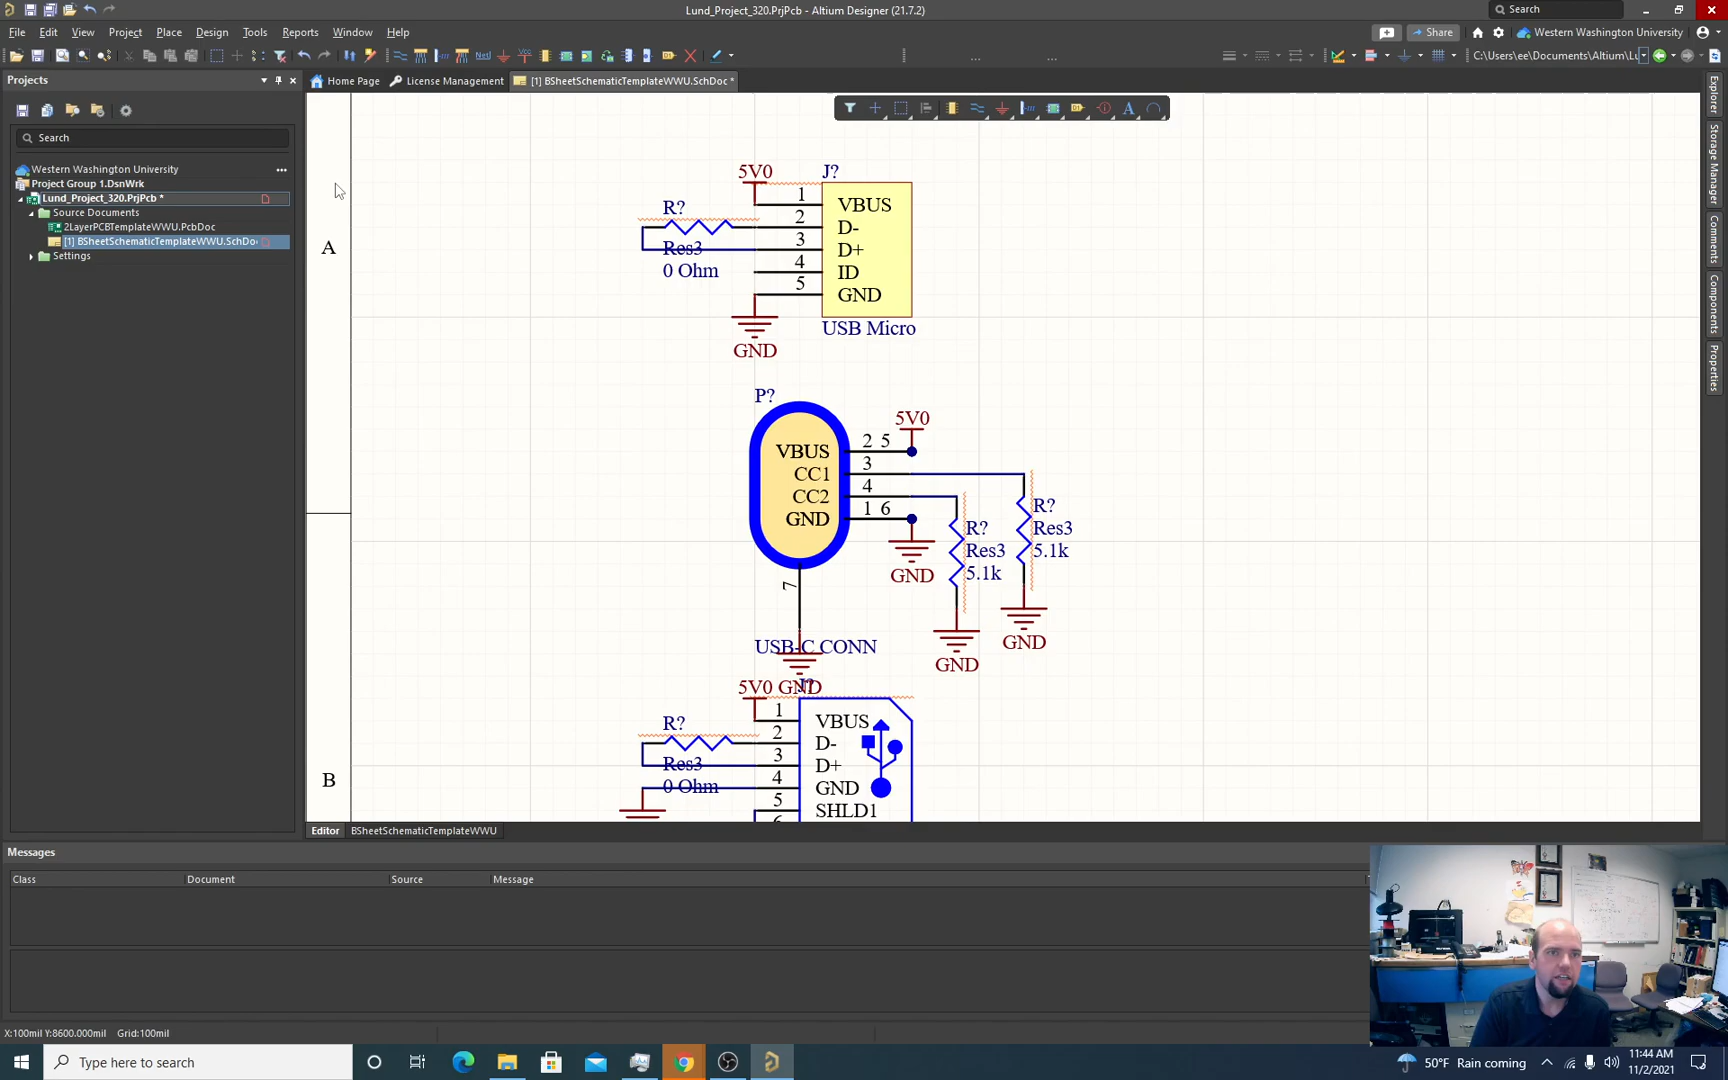 Lund_Project_320.PrjPcb - Altium Designer (21.7.2)
Search
File Edit View Project Place Design Tools Reports Window Help
Share
Western Washington University
C:\Users\ee\Documents\Altium\Lu
Projects
Home Page
License Management
[1] BSheetSchematicTemplateWWU.SchDoc *
Search
Western Washington University
Project Group 1.DsnWrk
Lund_Project_320.PrjPcb *
Source Documents
2LayerPCBTemplateWWU.PcbDoc
[1] BSheetSchematicTemplateWWU.SchDoc
Settings
Explorer
Storage Manager
Comments
Components
Properties
A
B
5V0
J?
R?
Res3
0 Ohm
1 VBUS
2 D-
3 D+
4 ID
5 GND
GND
USB Micro
P?
5V0
VBUS 2 5
CC1 3
CC2 4
GND 1 6
7
GND
R?
Res3
5.1k
GND
R?
Res3
5.1k
GND
USB-C CONN
GND
5V0
J?
R?
Res3
0 Ohm
1 VBUS
2 D-
3 D+
4 GND
5 SHLD1
6
Editor BSheetSchematicTemplateWWU
Messages
Class Document Source Message
X:100mil Y:8600.000mil Grid:100mil
Type here to search
50°F Rain coming
11:44 AM
11/2/2021